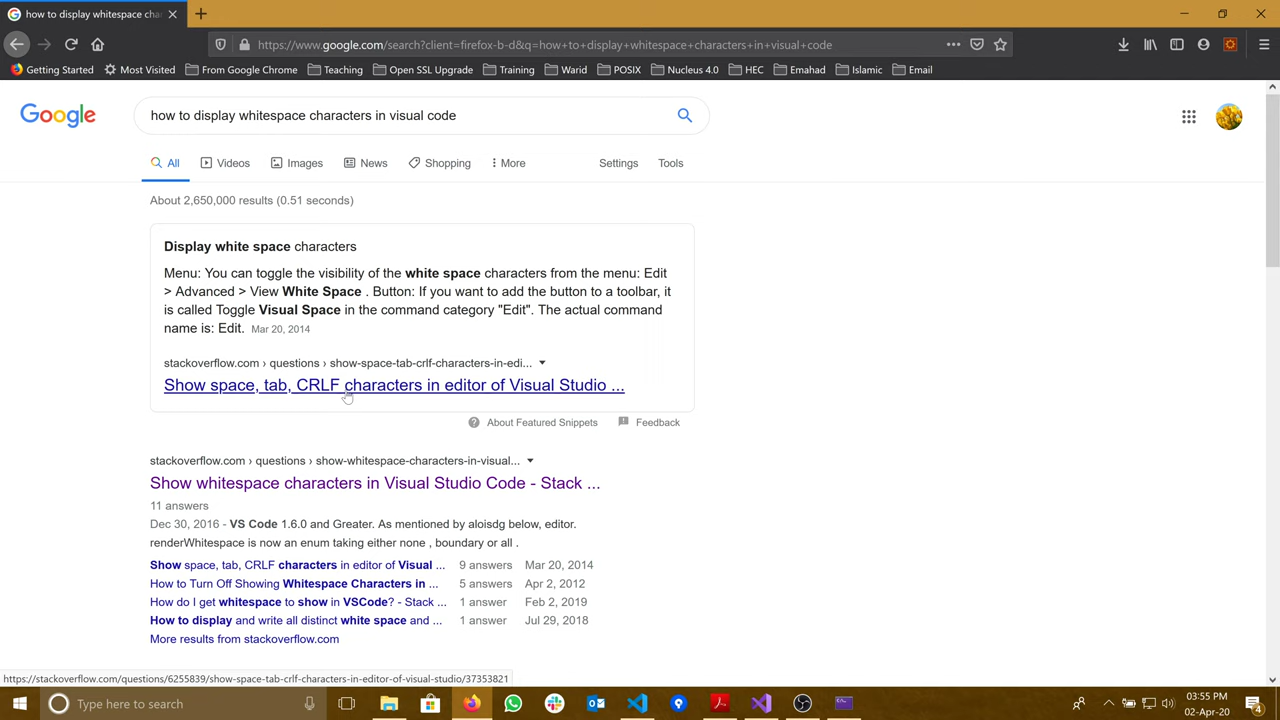 how to display whitespace cha
https://www.google.com/search?client=firefox-b-d&q=how+to+display+whitespace+characters+in+visual+code
Getting Started Most Visited From Google Chrome Teaching Open SSL Upgrade Training Warid POSIX Nucleus 4.0 HEC Emahad Islamic Email
Google how to display whitespace characters in visual code
All Videos Images News Shopping More Settings Tools
About 2,650,000 results (0.51 seconds)
Display white space characters
Menu: You can toggle the visibility of the white space characters from the menu: Edit
> Advanced > View White Space . Button: If you want to add the button to a toolbar, it
is called Toggle Visual Space in the command category "Edit". The actual command
name is: Edit. Mar 20, 2014
stackoverflow.com › questions › show-space-tab-crlf-characters-in-edi...
Show space, tab, CRLF characters in editor of Visual Studio ...
About Featured Snippets Feedback
stackoverflow.com › questions › show-whitespace-characters-in-visual...
Show whitespace characters in Visual Studio Code - Stack ...
11 answers
Dec 30, 2016 - VS Code 1.6.0 and Greater. As mentioned by aloisdg below, editor.
renderWhitespace is now an enum taking either none , boundary or all .
Show space, tab, CRLF characters in editor of Visual ... 9 answers Mar 20, 2014
How to Turn Off Showing Whitespace Characters in ... 5 answers Apr 2, 2012
How do I get whitespace to show in VSCode? - Stack ... 1 answer Feb 2, 2019
How to display and write all distinct white space and ... 1 answer Jul 29, 2018
More results from stackoverflow.com
https://stackoverflow.com/questions/6255839/show-space-tab-crlf-characters-in-editor-of-visual-studio/37353821
Type here to search
03:55 PM
02-Apr-20
4